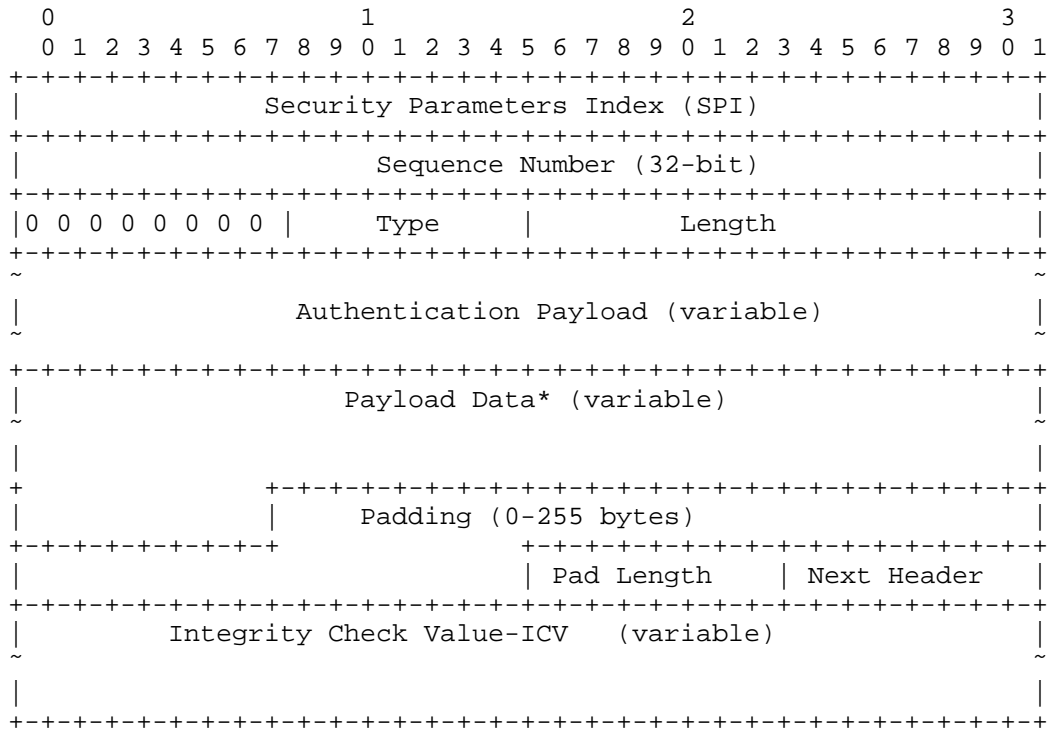 0                   1                   2                   3
0 1 2 3 4 5 6 7 8 9 0 1 2 3 4 5 6 7 8 9 0 1 2 3 4 5 6 7 8 9 0 1
+-+-+-+-+-+-+-+-+-+-+-+-+-+-+-+-+-+-+-+-+-+-+-+-+-+-+-+-+-+-+-+-+
|               Security Parameters Index (SPI)                 |
+-+-+-+-+-+-+-+-+-+-+-+-+-+-+-+-+-+-+-+-+-+-+-+-+-+-+-+-+-+-+-+-+
|                      Sequence Number (32-bit)                 |
+-+-+-+-+-+-+-+-+-+-+-+-+-+-+-+-+-+-+-+-+-+-+-+-+-+-+-+-+-+-+-+-+
|0 0 0 0 0 0 0 0 |     Type     |         Length                |
+-+-+-+-+-+-+-+-+-+-+-+-+-+-+-+-+-+-+-+-+-+-+-+-+-+-+-+-+-+-+-+-+
~                                                               ~
|                 Authentication Payload (variable)             |
~                                                               ~
+-+-+-+-+-+-+-+-+-+-+-+-+-+-+-+-+-+-+-+-+-+-+-+-+-+-+-+-+-+-+-+-+
|                    Payload Data* (variable)                   |
~                                                               ~
|                                                               |
+               +-+-+-+-+-+-+-+-+-+-+-+-+-+-+-+-+-+-+-+-+-+-+-+-+
|               |     Padding (0-255 bytes)                     |
+-+-+-+-+-+-+-+-+               +-+-+-+-+-+-+-+-+-+-+-+-+-+-+-+-+
|                               | Pad Length    | Next Header   |
+-+-+-+-+-+-+-+-+-+-+-+-+-+-+-+-+-+-+-+-+-+-+-+-+-+-+-+-+-+-+-+-+
|         Integrity Check Value-ICV   (variable)                |
~                                                               ~
|                                                               |
+-+-+-+-+-+-+-+-+-+-+-+-+-+-+-+-+-+-+-+-+-+-+-+-+-+-+-+-+-+-+-+-+